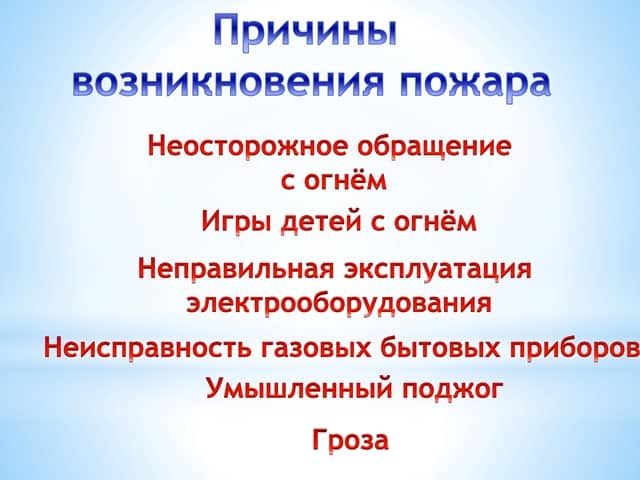 Причины
возникновения пожара
Неосторожное обращение
с огнём
Игры детей с огнём
Неправильная эксплуатация
электрооборудования
Неисправность газовых бытовых приборов
Умышленный поджог
Гроза